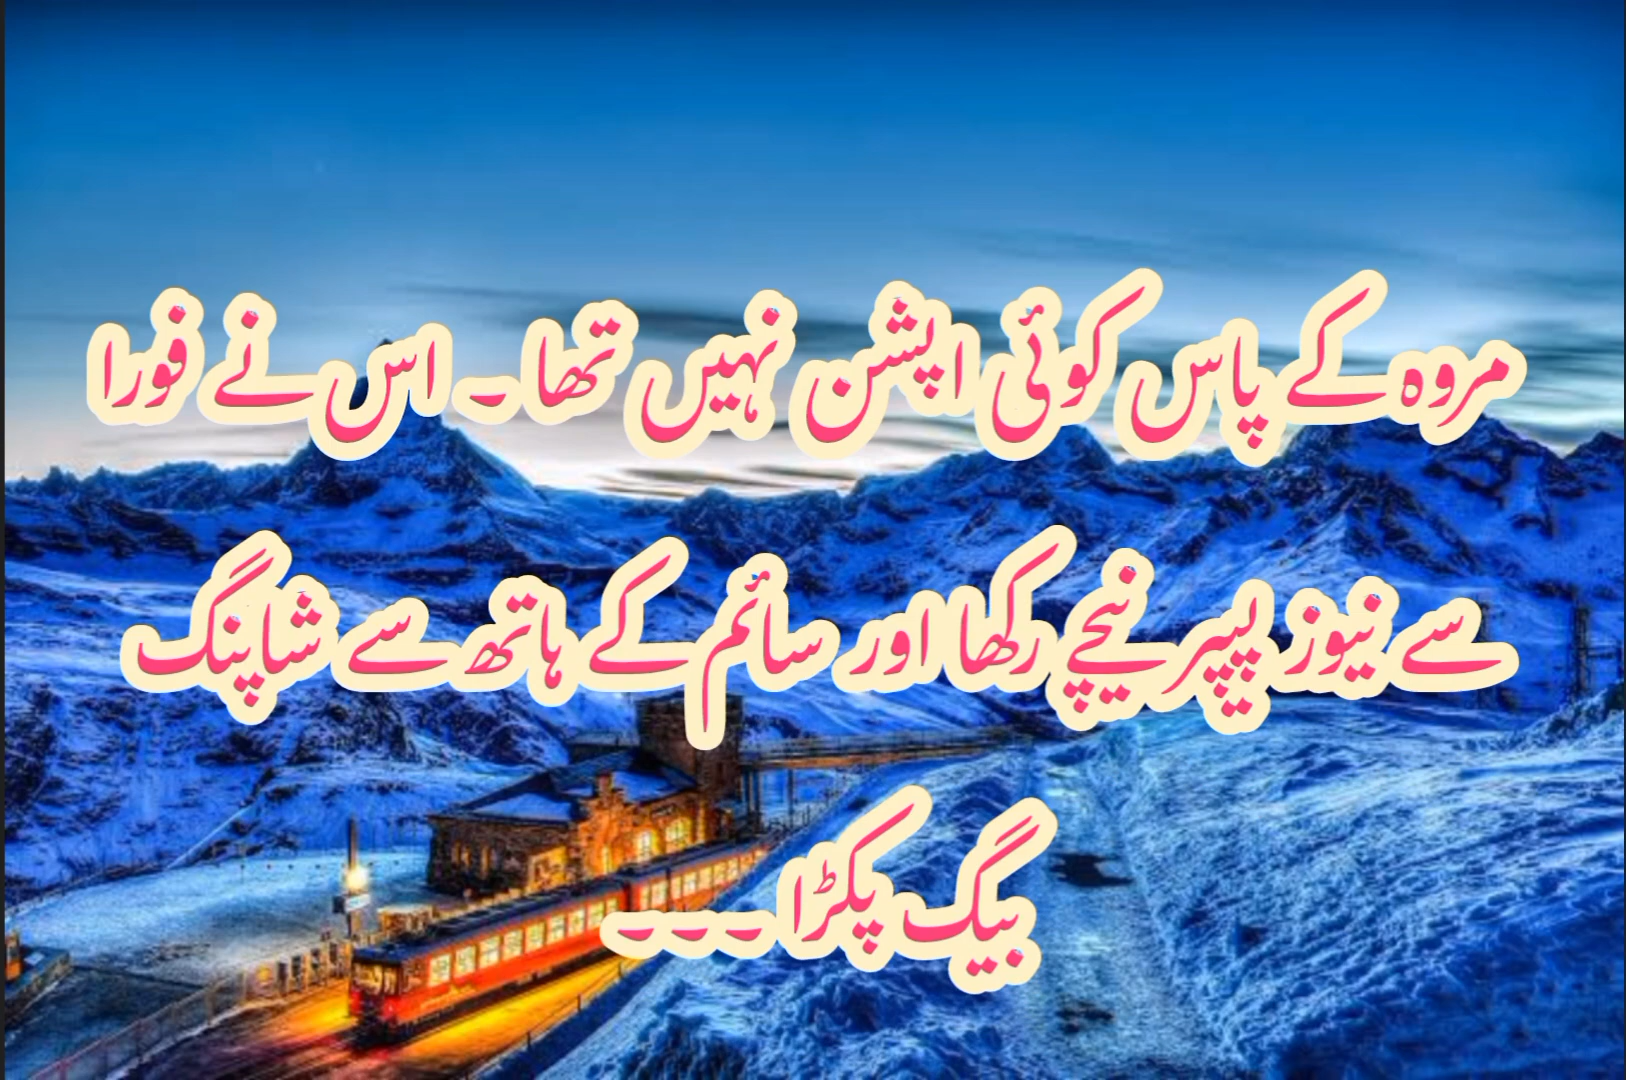 مروہ کے پاس کوئی اپشن نہیں تھا۔ اس نے فورا
سے نیوز پیپر نیچے رکھا اور سائم کے ہاتھ سے شاپنگ
بیگ پکڑا ۔۔۔